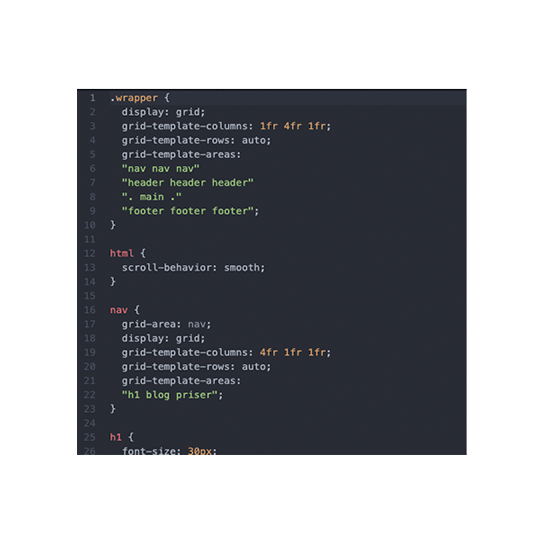 1 .wrapper {
2 display: grid;
3 grid-template-columns: 1fr 4fr 1fr;
4 grid-template-rows: auto;
5 grid-template-areas:
6 "nav nav nav"
7 "header header header"
8 ". main ."
9 "footer footer footer";
10 }
11
12 html {
13 scroll-behavior: smooth;
14 }
15
16 nav {
17 grid-area: nav;
18 display: grid;
19 grid-template-columns: 4fr 1fr 1fr;
20 grid-template-rows: auto;
21 grid-template-areas:
22 "h1 blog priser";
23 }
24
25 h1 {
26 font-size: 30px;